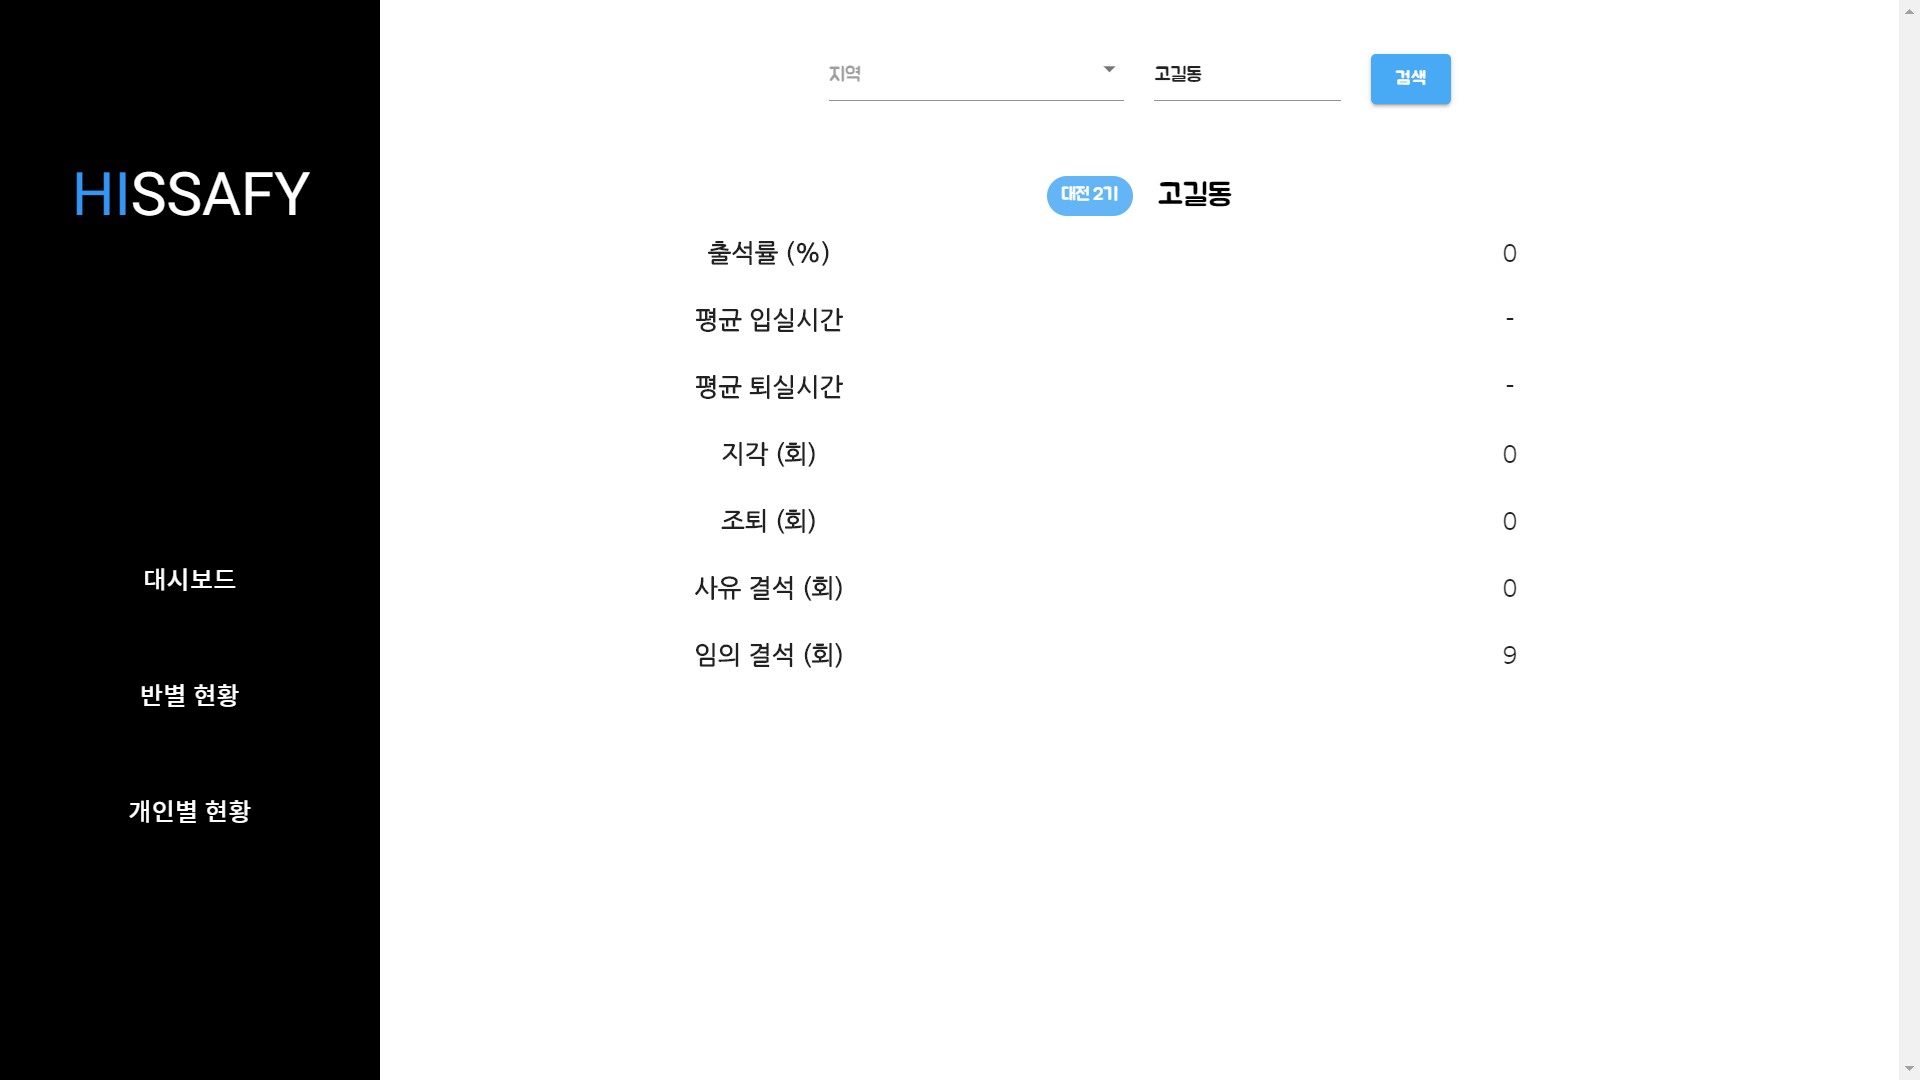 HISSAFY
대시보드
반별 현황
개인별 현황
지역 고길동 검색
대전 2기 고길동
출석률 (%) 0
평균 입실시간 -
평균 퇴실시간 -
지각 (회) 0
조퇴 (회) 0
사유 결석 (회) 0
임의 결석 (회) 9